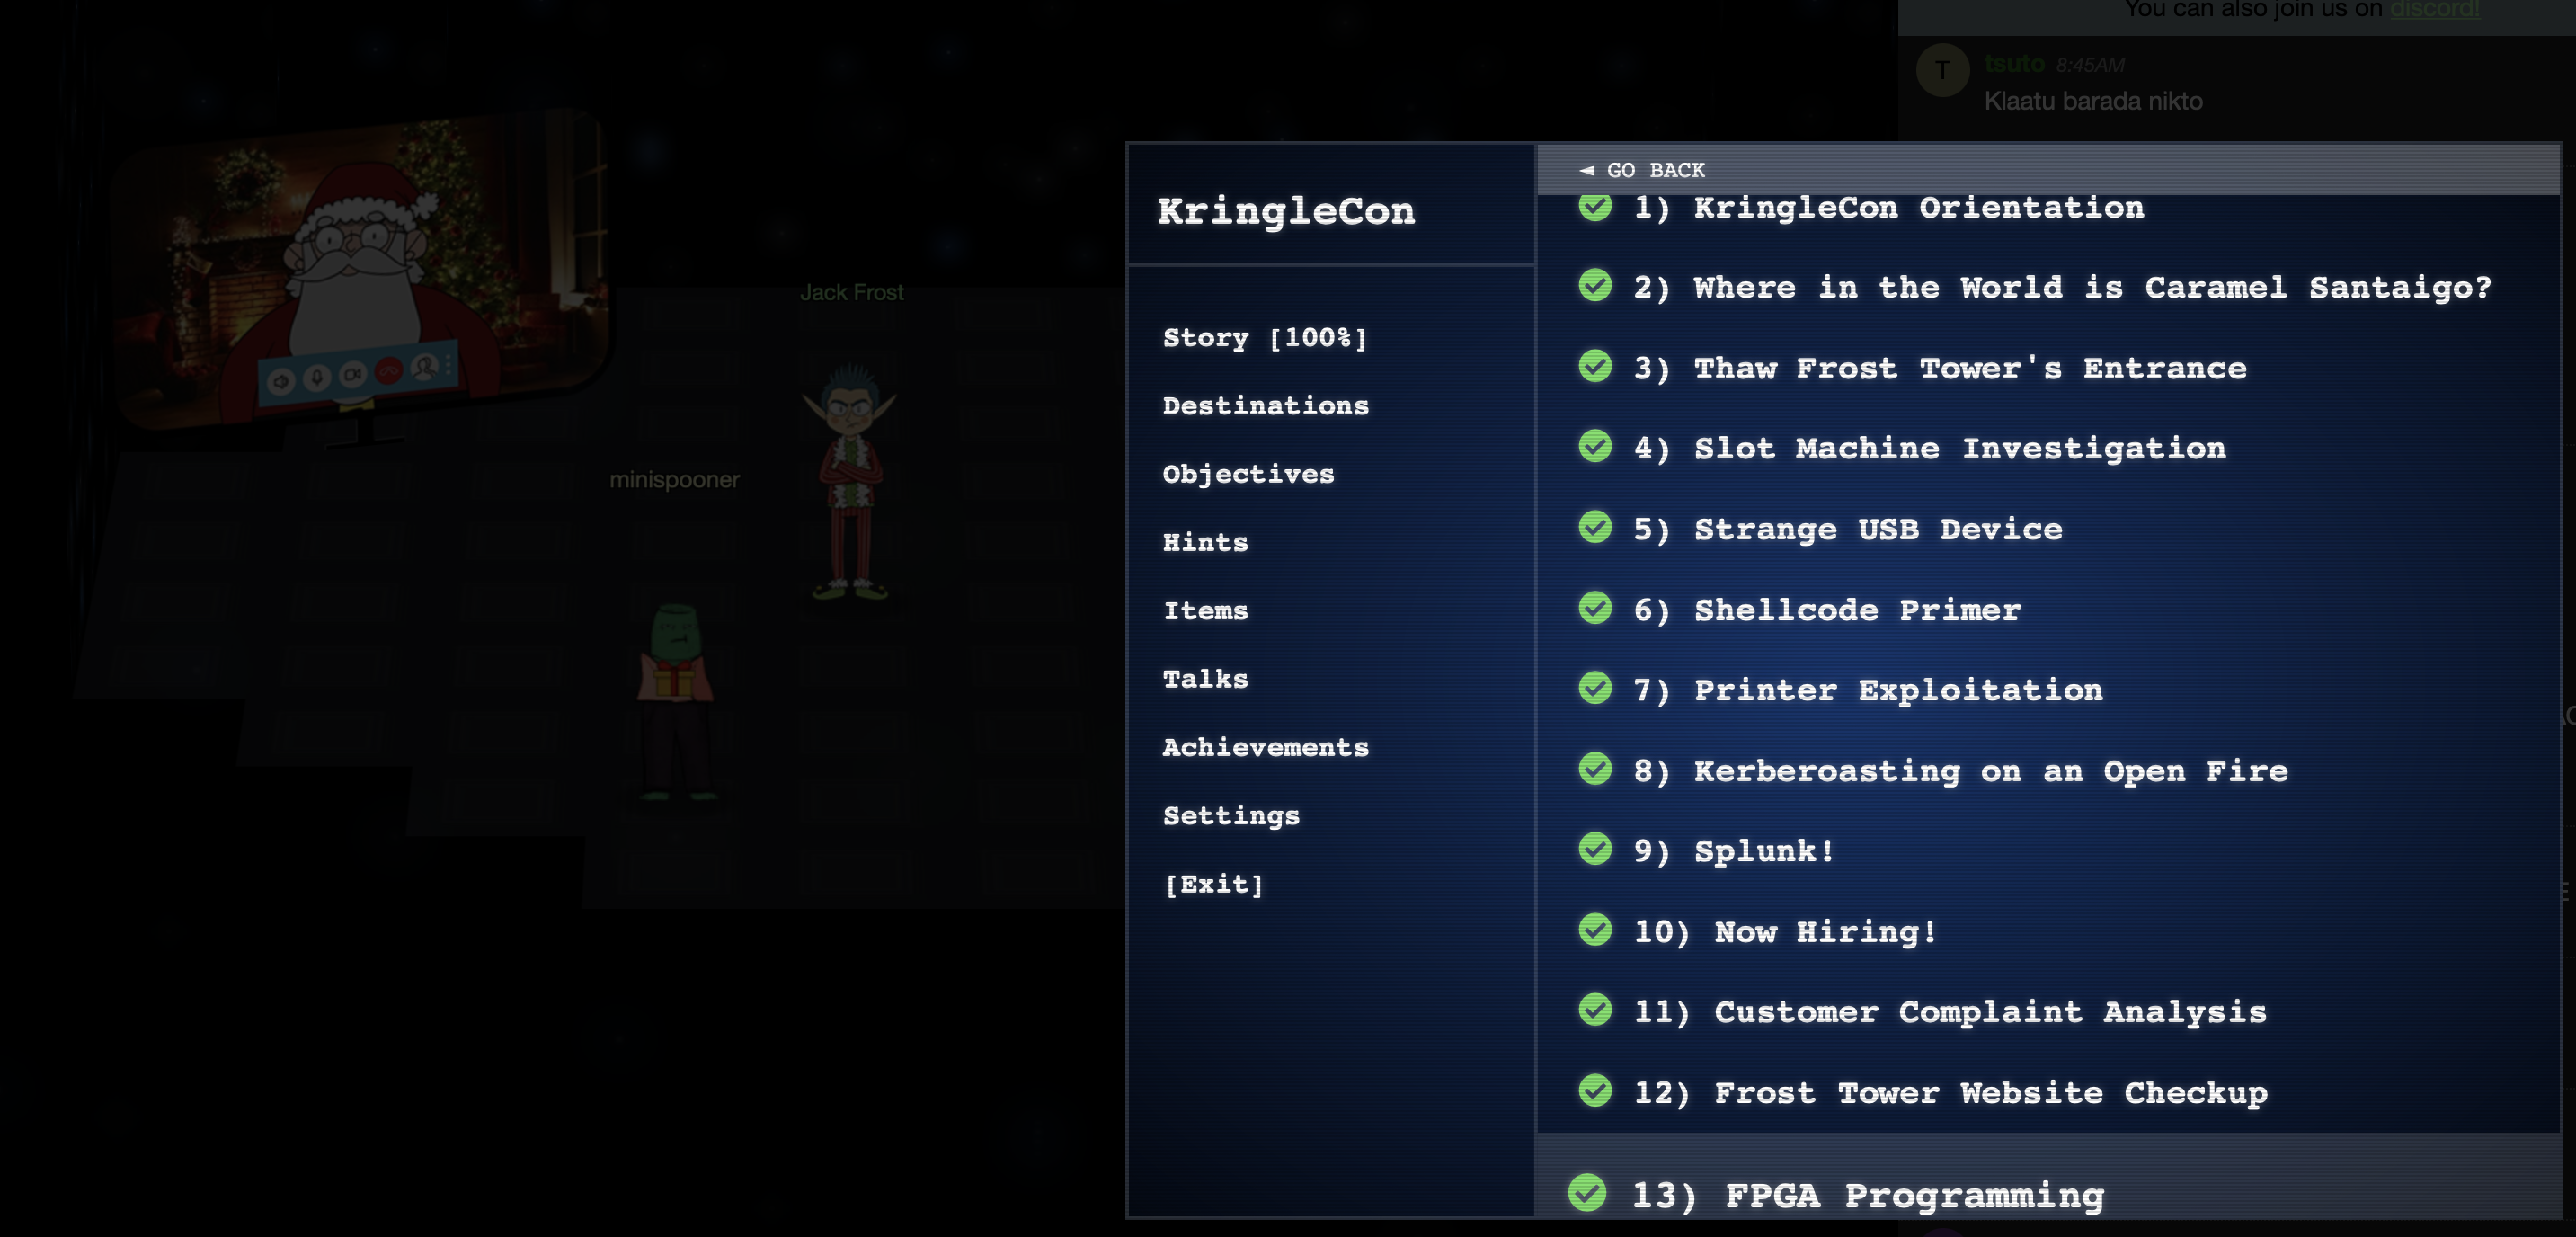 You can also join us on discord!
T
tsuto 8:45AM
Klaatu barada nikto
Jack Frost
minispooner
KringleCon
Story [100%]
Destinations
Objectives
Hints
Items
Talks
Achievements
Settings
[Exit]
◄ GO BACK
1) KringleCon Orientation
2) Where in the World is Caramel Santaigo?
3) Thaw Frost Tower's Entrance
4) Slot Machine Investigation
5) Strange USB Device
6) Shellcode Primer
7) Printer Exploitation
8) Kerberoasting on an Open Fire
9) Splunk!
10) Now Hiring!
11) Customer Complaint Analysis
12) Frost Tower Website Checkup
13) FPGA Programming